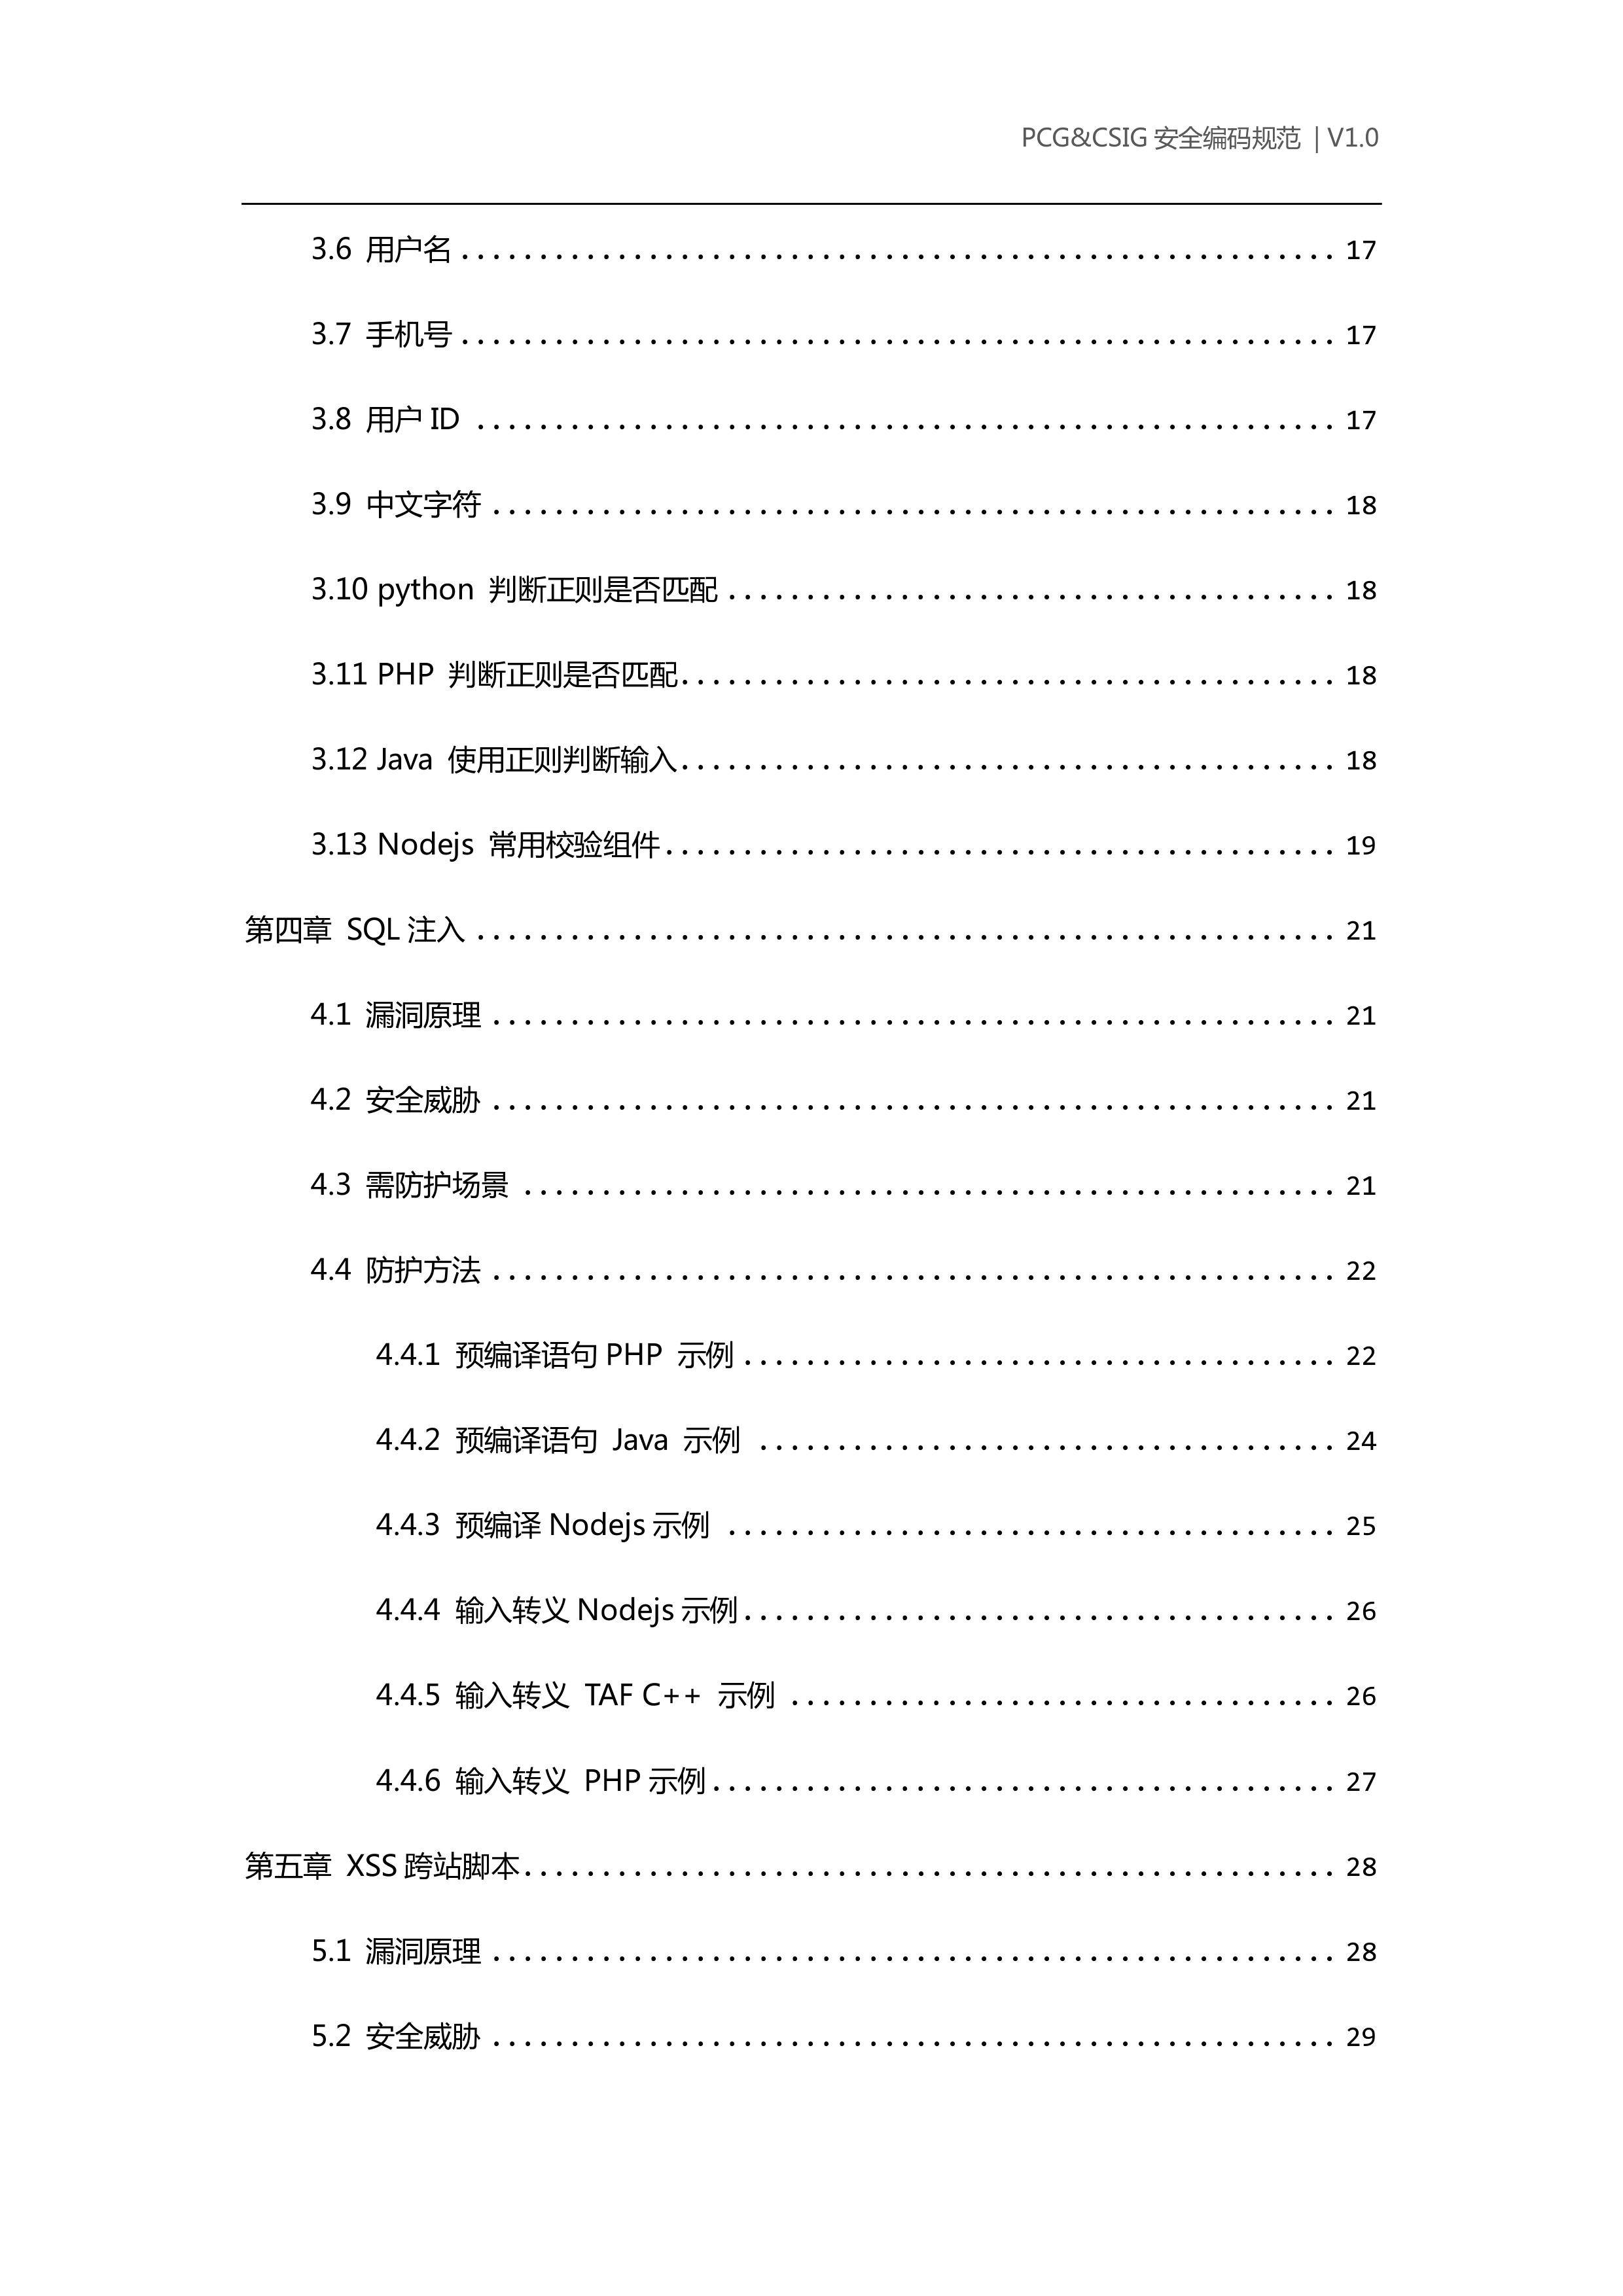 PCG&CSIG 安全编码规范 | V1.0
3.6 用户名 17
3.7 手机号 17
3.8 用户 ID 17
3.9 中文字符 18
3.10 python 判断正则是否匹配 18
3.11 PHP 判断正则是否匹配 18
3.12 Java 使用正则判断输入 18
3.13 Nodejs 常用校验组件 19
第四章 SQL 注入 21
4.1 漏洞原理 21
4.2 安全威胁 21
4.3 需防护场景 21
4.4 防护方法 22
4.4.1 预编译语句 PHP 示例 22
4.4.2 预编译语句 Java 示例 24
4.4.3 预编译 Nodejs 示例 25
4.4.4 输入转义 Nodejs 示例 26
4.4.5 输入转义 TAF C++ 示例 26
4.4.6 输入转义 PHP 示例 27
第五章 XSS 跨站脚本 28
5.1 漏洞原理 28
5.2 安全威胁 29